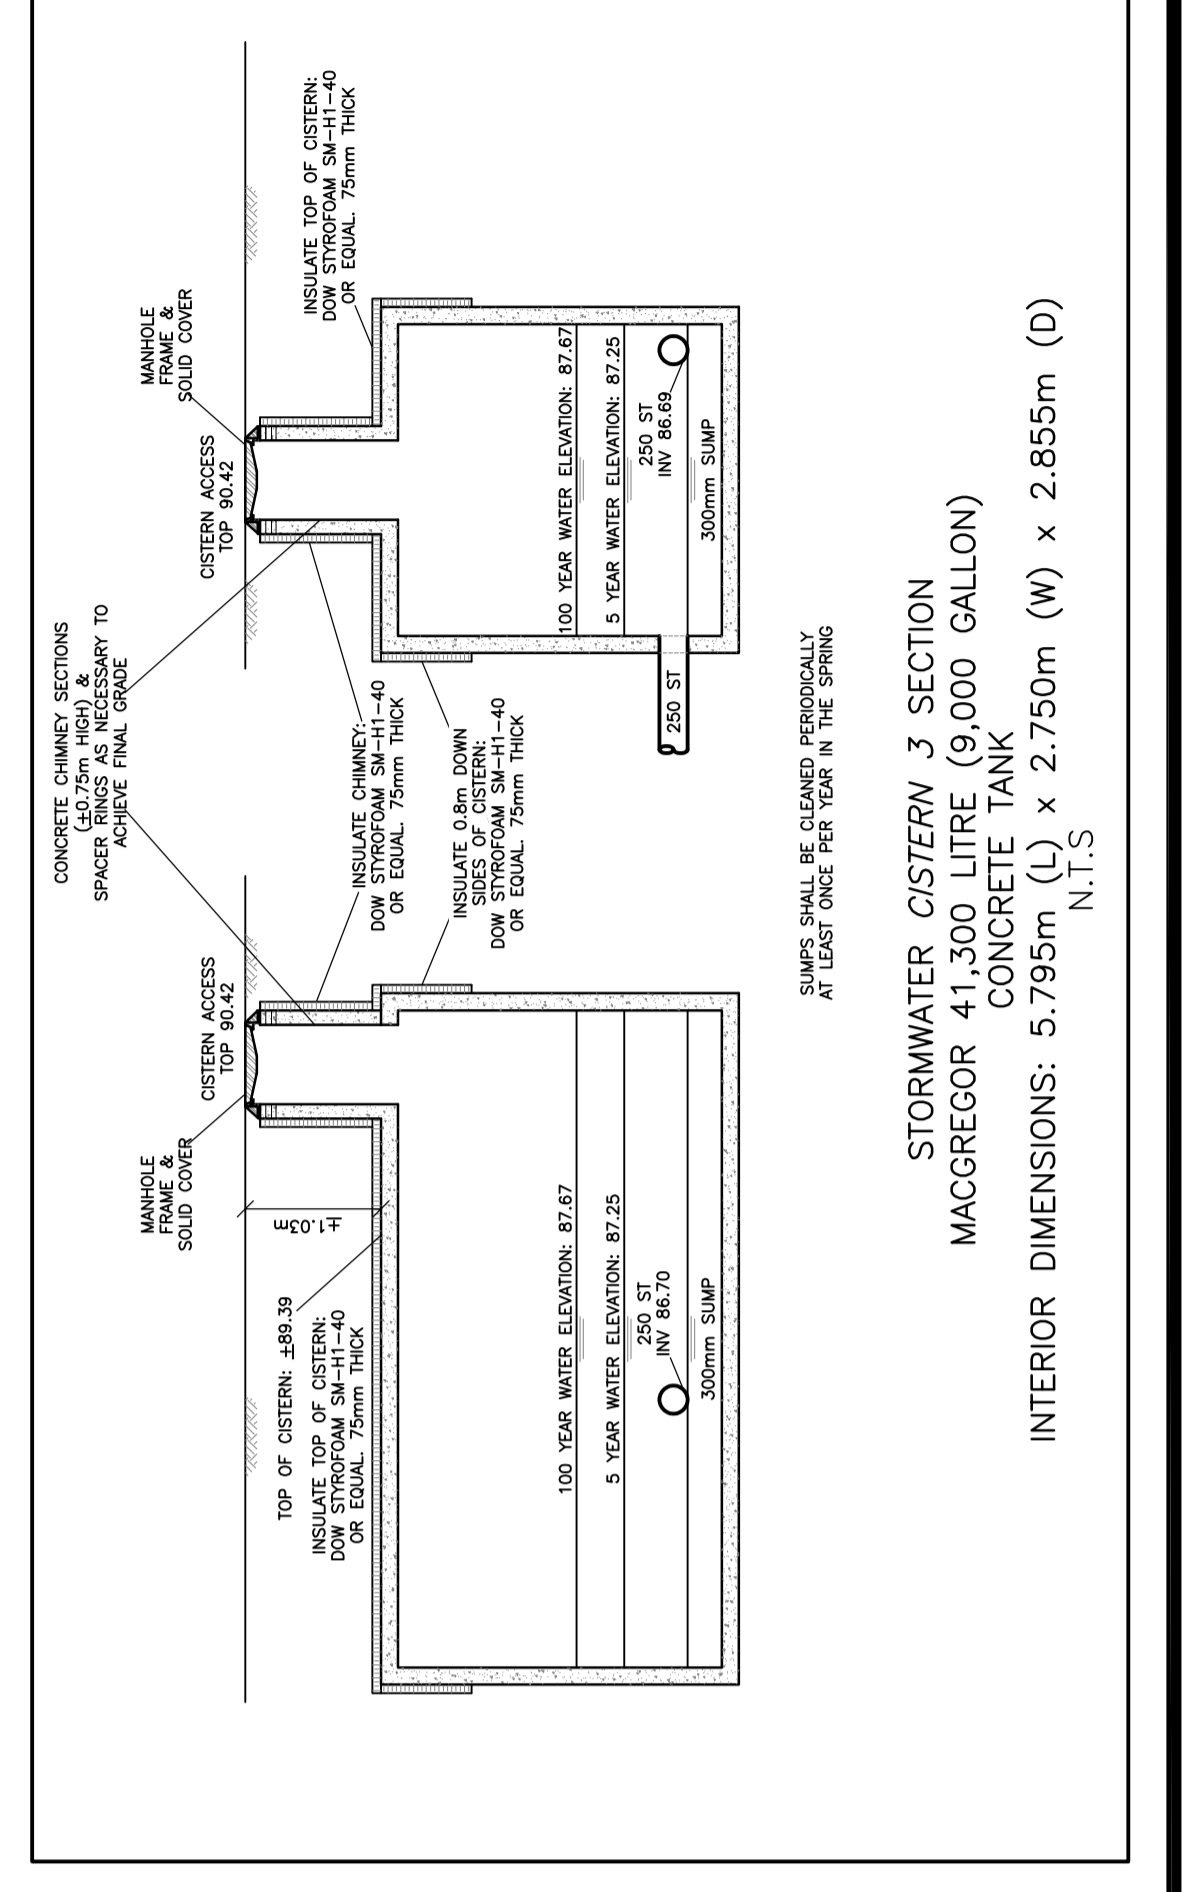 CONCRETE CHIMNEY SECTIONS
(±0.75m HIGH) &
SPACER RINGS AS NECESSARY TO
ACHIEVE FINAL GRADE
MANHOLE
FRAME &
SOLID COVER
CISTERN ACCESS
TOP 90.42
±1.03m
TOP OF CISTERN: ±89.39
INSULATE TOP OF CISTERN:
DOW STYROFOAM SM-H1-40
OR EQUAL. 75mm THICK
INSULATE CHIMNEY:
DOW STYROFOAM SM-H1-40
OR EQUAL. 75mm THICK
INSULATE 0.8m DOWN
SIDES OF CISTERN:
DOW STYROFOAM SM-H1-40
OR EQUAL. 75mm THICK
100 YEAR WATER ELEVATION: 87.67
5 YEAR WATER ELEVATION: 87.25
250 ST
INV 86.70
300mm SUMP
MANHOLE
FRAME &
SOLID COVER
CISTERN ACCESS
TOP 90.42
INSULATE TOP OF CISTERN:
DOW STYROFOAM SM-H1-40
OR EQUAL. 75mm THICK
100 YEAR WATER ELEVATION: 87.67
5 YEAR WATER ELEVATION: 87.25
250 ST
INV 86.69
250 ST
300mm SUMP
SUMPS SHALL BE CLEANED PERIODICALLY
AT LEAST ONCE PER YEAR IN THE SPRING
STORMWATER CISTERN 3 SECTION
MACGREGOR 41,300 LITRE (9,000 GALLON)
CONCRETE TANK
INTERIOR DIMENSIONS: 5.795m (L) x 2.750m (W) x 2.855m (D)
N.T.S